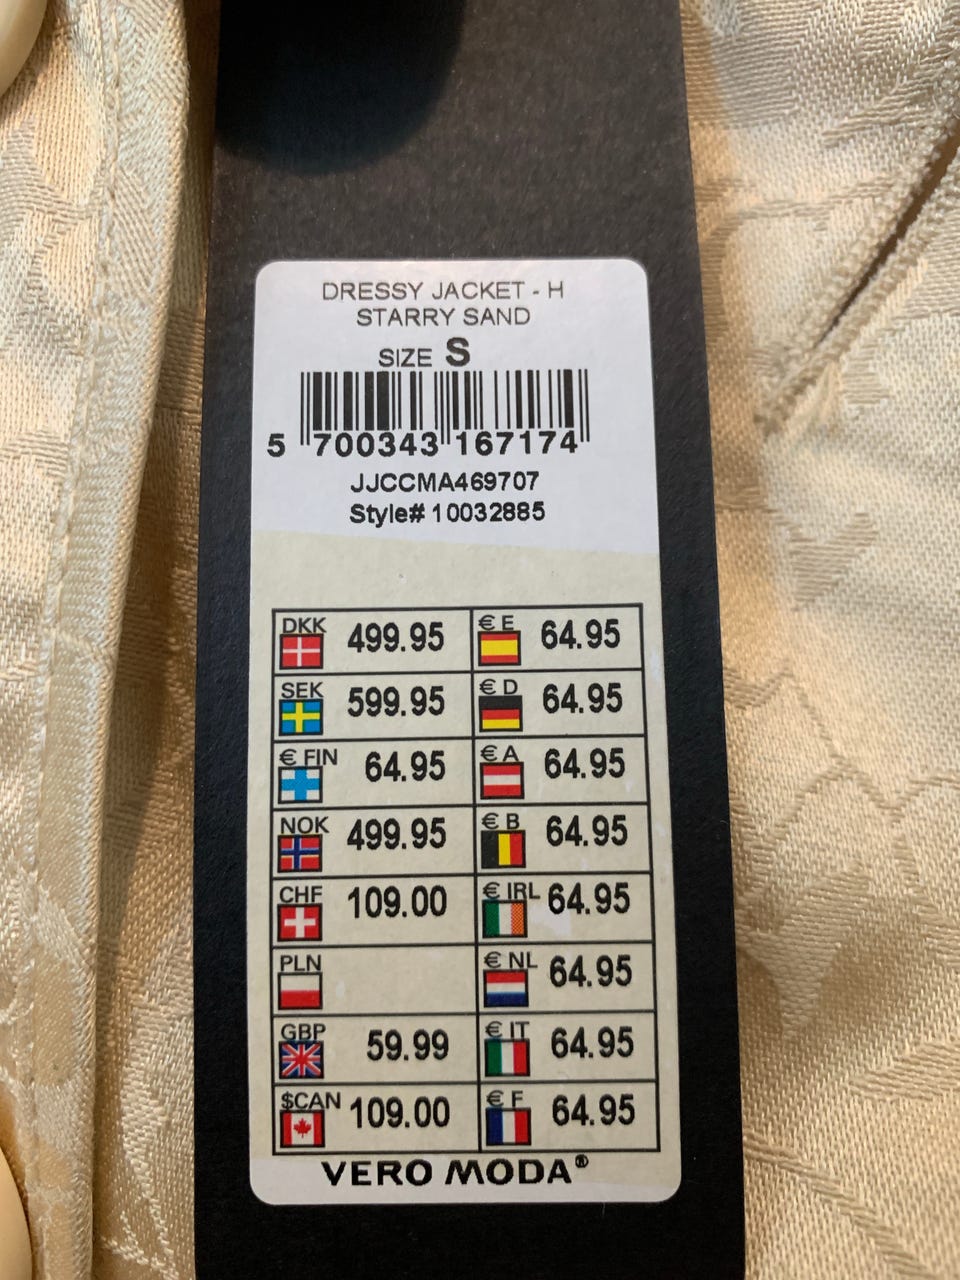 DRESSY JACKET - H
STARRY SAND
SIZE S
5 700343 167174
JJCCMA469707
Style# 10032885
DKK 499.95 € E 64.95
SEK 599.95 € D 64.95
€ FIN 64.95 € A 64.95
NOK 499.95 € B 64.95
CHF 109.00 € IRL 64.95
PLN € NL 64.95
GBP 59.99 € IT 64.95
$CAN 109.00 € F 64.95
VERO MODA®